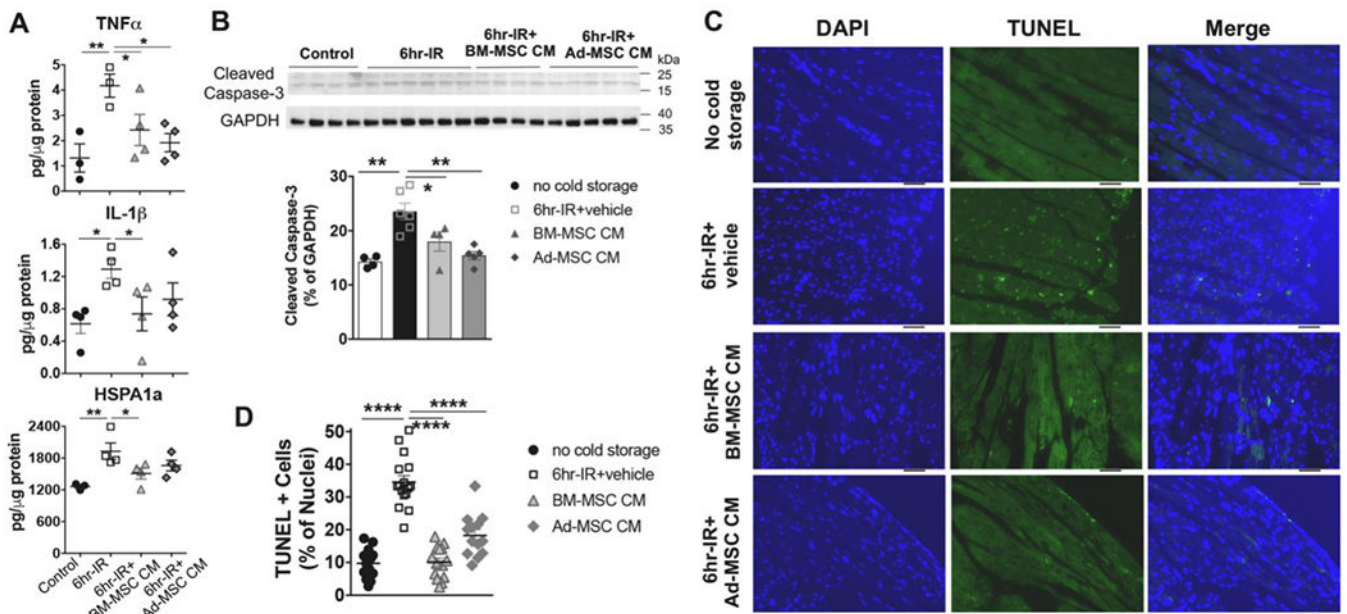 A
TNFα
** *
*
pg/μg protein
5
4
3
2
1
0
IL-1β
* *
pg/μg protein
1.6
1.2
0.8
0.4
0.0
HSPA1a
** *
pg/μg protein
2400
1800
1200
600
0
Control
6hr-IR
6hr-IR+
BM-MSC CM
6hr-IR+
Ad-MSC CM
B
Control 6hr-IR 6hr-IR+ BM-MSC CM 6hr-IR+ Ad-MSC CM kDa
Cleaved Caspase-3
25
15
GAPDH
40
35
** **
*
Cleaved Caspase-3
(% of GAPDH)
30
20
10
0
no cold storage
6hr-IR+vehicle
BM-MSC CM
Ad-MSC CM
D
**** ****
****
TUNEL + Cells
(% of Nuclei)
50
40
30
20
10
0
no cold storage
6hr-IR+vehicle
BM-MSC CM
Ad-MSC CM
C
DAPI TUNEL Merge
No cold storage
6hr-IR+ vehicle
6hr-IR+ BM-MSC CM
6hr-IR+ Ad-MSC CM